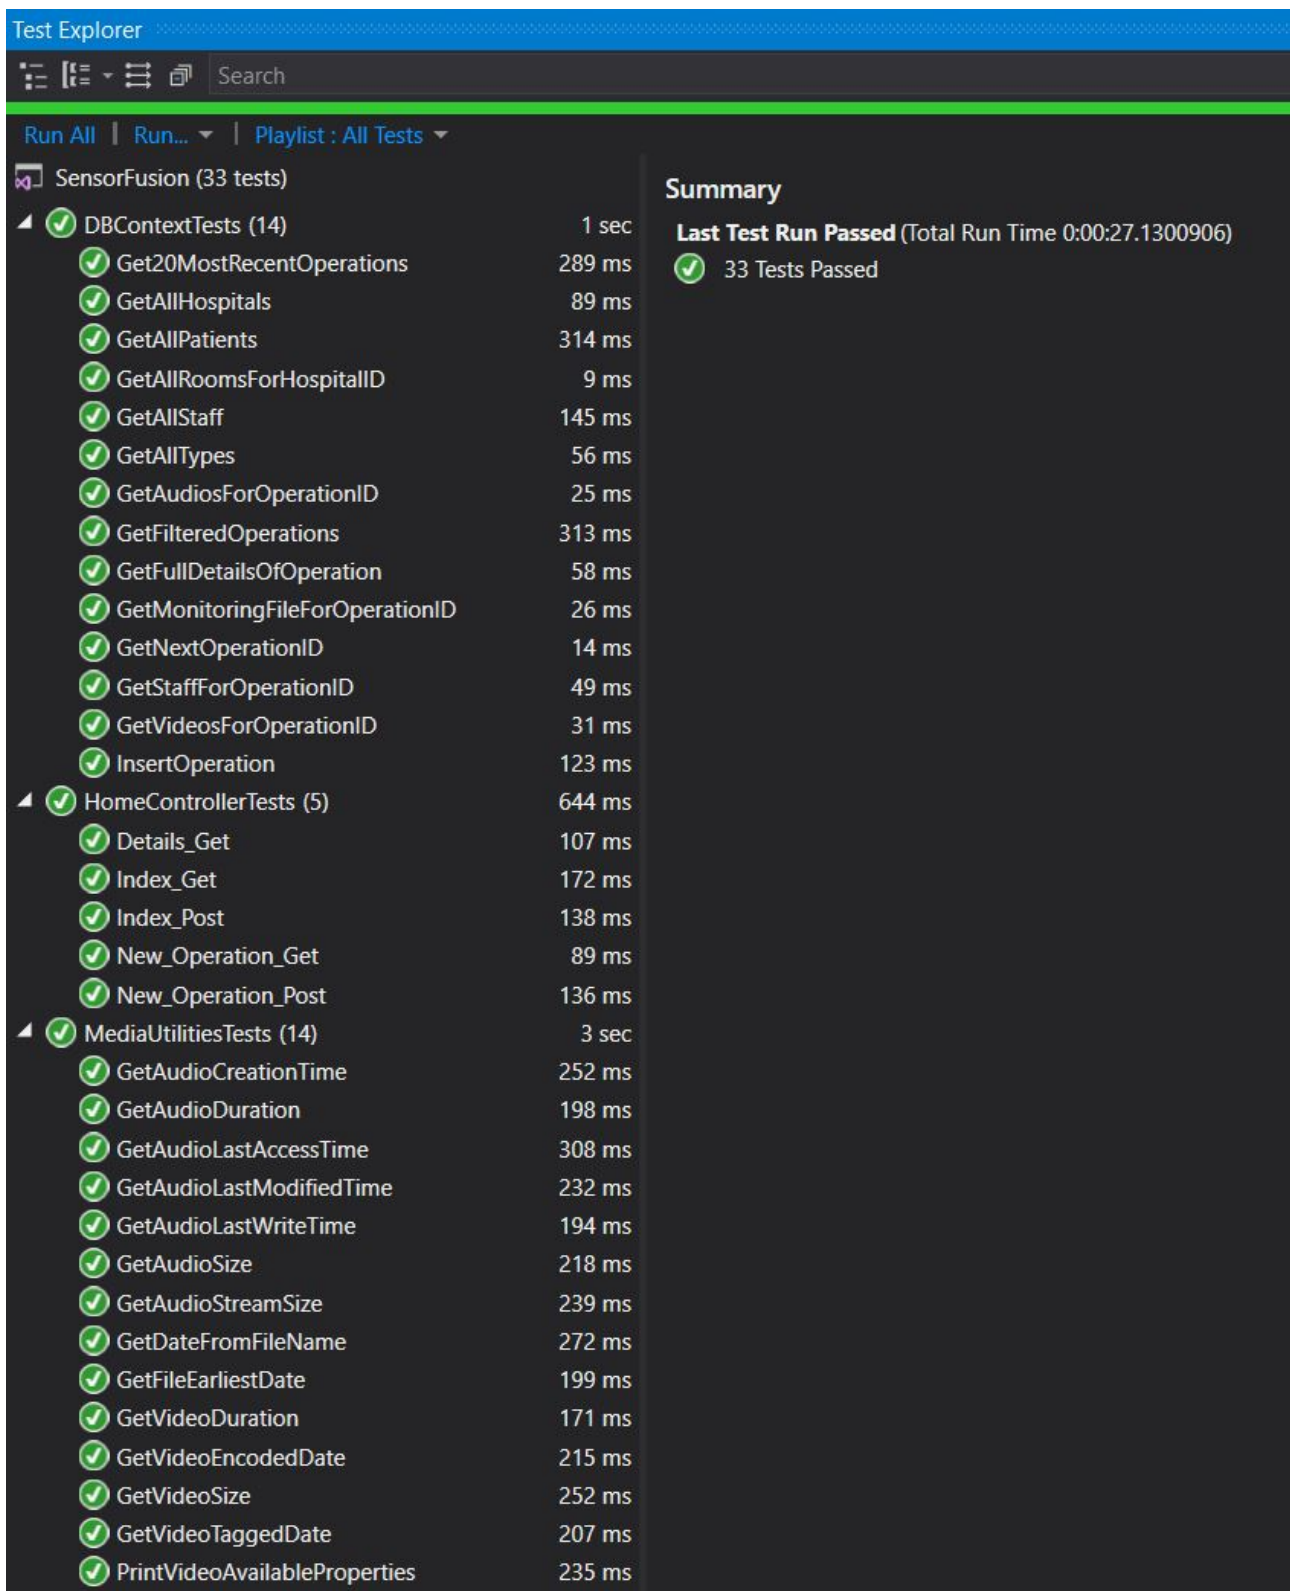 Test Explorer
Search
Run All | Run... | Playlist : All Tests
SensorFusion (33 tests)
DBContextTests (14) 1 sec
Get20MostRecentOperations 289 ms
GetAllHospitals 89 ms
GetAllPatients 314 ms
GetAllRoomsForHospitalID 9 ms
GetAllStaff 145 ms
GetAllTypes 56 ms
GetAudiosForOperationID 25 ms
GetFilteredOperations 313 ms
GetFullDetailsOfOperation 58 ms
GetMonitoringFileForOperationID 26 ms
GetNextOperationID 14 ms
GetStaffForOperationID 49 ms
GetVideosForOperationID 31 ms
InsertOperation 123 ms
HomeControllerTests (5) 644 ms
Details_Get 107 ms
Index_Get 172 ms
Index_Post 138 ms
New_Operation_Get 89 ms
New_Operation_Post 136 ms
MediaUtilitiesTests (14) 3 sec
GetAudioCreationTime 252 ms
GetAudioDuration 198 ms
GetAudioLastAccessTime 308 ms
GetAudioLastModifiedTime 232 ms
GetAudioLastWriteTime 194 ms
GetAudioSize 218 ms
GetAudioStreamSize 239 ms
GetDateFromFileName 272 ms
GetFileEarliestDate 199 ms
GetVideoDuration 171 ms
GetVideoEncodedDate 215 ms
GetVideoSize 252 ms
GetVideoTaggedDate 207 ms
PrintVideoAvailableProperties 235 ms
Summary
Last Test Run Passed (Total Run Time 0:00:27.1300906)
33 Tests Passed